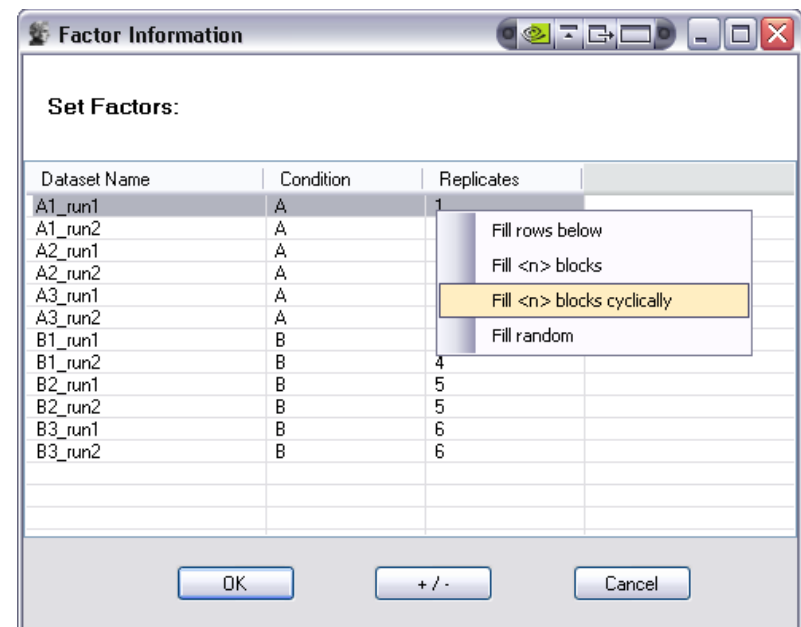 Factor Information
Set Factors:
Dataset Name Condition Replicates
A1_run1 A 1
A1_run2 A
A2_run1 A
A2_run2 A
A3_run1 A
A3_run2 A
B1_run1 B
B1_run2 B 4
B2_run1 B 5
B2_run2 B 5
B3_run1 B 6
B3_run2 B 6
Fill rows below
Fill <n> blocks
Fill <n> blocks cyclically
Fill random
OK + / - Cancel